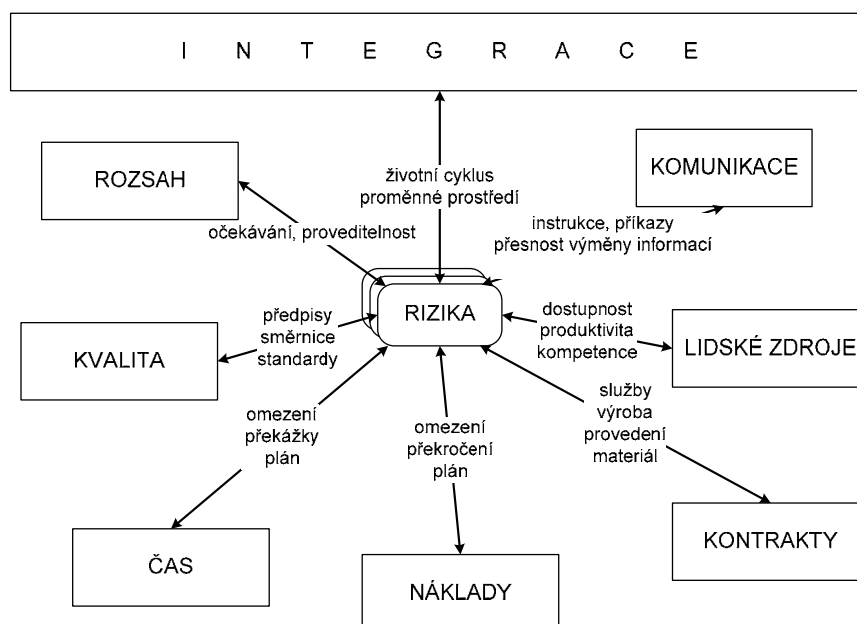 I N T E G R A C E
ROZSAH
životní cyklus
proměnné prostředí
KOMUNIKACE
očekávání, proveditelnost
instrukce, příkazy
přesnost výměny informací
RIZIKA
předpisy
směrnice
standardy
KVALITA
dostupnost
produktivita
kompetence
LIDSKÉ ZDROJE
omezení
překážky
plán
omezení
překročení
plán
služby
výroba
provedení
materiál
ČAS
NÁKLADY
KONTRAKTY